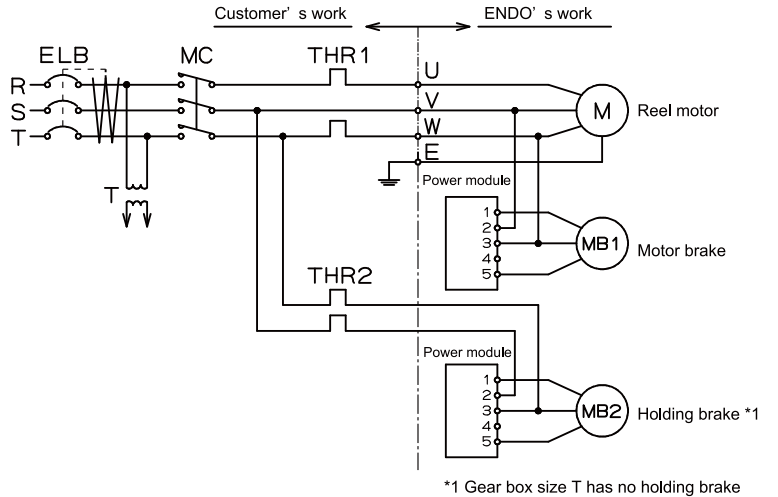 Customer' s work
ENDO' s work
ELB
MC
THR1
U
R
V
S
W
T
E
M
Reel motor
T
Power module
1
2
3
4
5
MB1
Motor brake
THR2
Power module
1
2
3
4
5
MB2
Holding brake *1
*1 Gear box size T has no holding brake